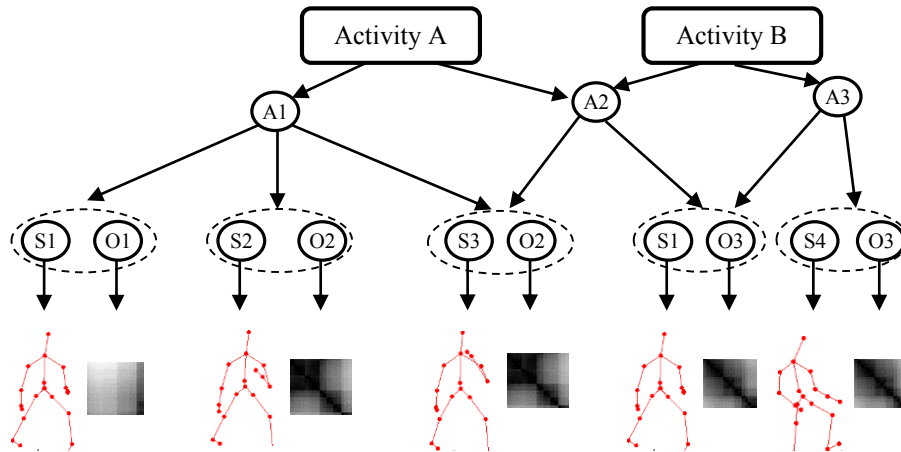 Activity A
Activity B
A1
A2
A3
S1 O1
S2 O2
S3 O2
S1 O3
S4 O3